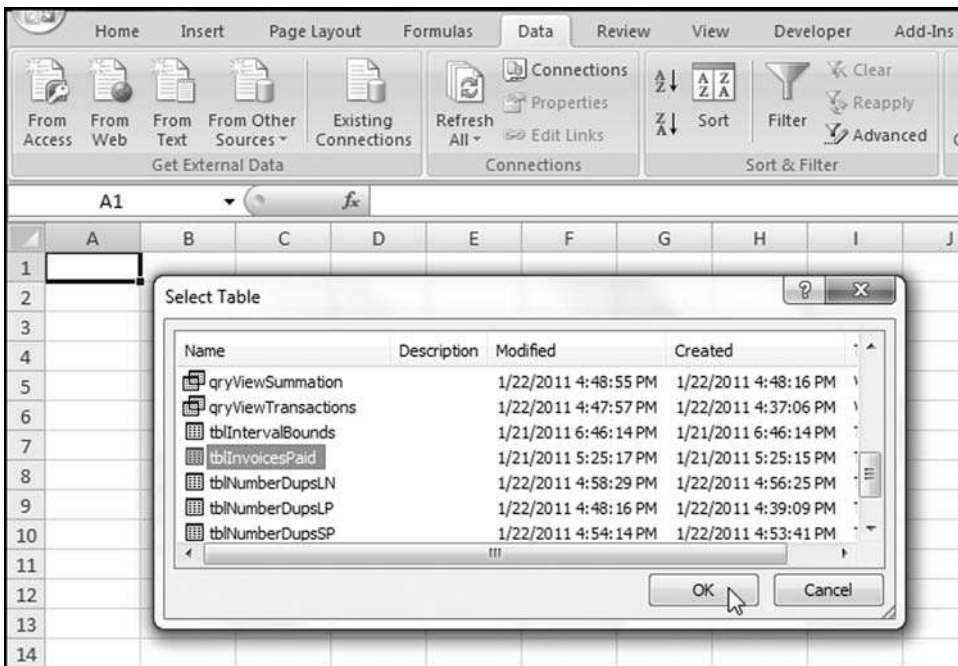 Home Insert Page Layout Formulas Data Review View Developer Add-Ins
From Access
From Web
From Text
From Other Sources
Existing Connections
Get External Data
Refresh All
Connections
Properties
Edit Links
Connections
Sort
Filter
Clear
Reapply
Advanced
Sort & Filter
A1 fx
A B C D E F G H I J
1
2
Select Table
3
4
Name Description Modified Created
5
qryViewSummation 1/22/2011 4:48:55 PM 1/22/2011 4:48:16 PM
6
qryViewTransactions 1/22/2011 4:47:57 PM 1/22/2011 4:37:06 PM
tblIntervalBounds 1/21/2011 6:46:14 PM 1/21/2011 6:46:14 PM
7
tblInvoicesPaid 1/21/2011 5:25:17 PM 1/21/2011 5:25:15 PM
8
tblNumberDupsLN 1/22/2011 4:58:29 PM 1/22/2011 4:56:25 PM
9
tblNumberDupsLP 1/22/2011 4:48:16 PM 1/22/2011 4:39:09 PM
10
tblNumberDupsSP 1/22/2011 4:54:14 PM 1/22/2011 4:53:41 PM
11
12
OK Cancel
13
14